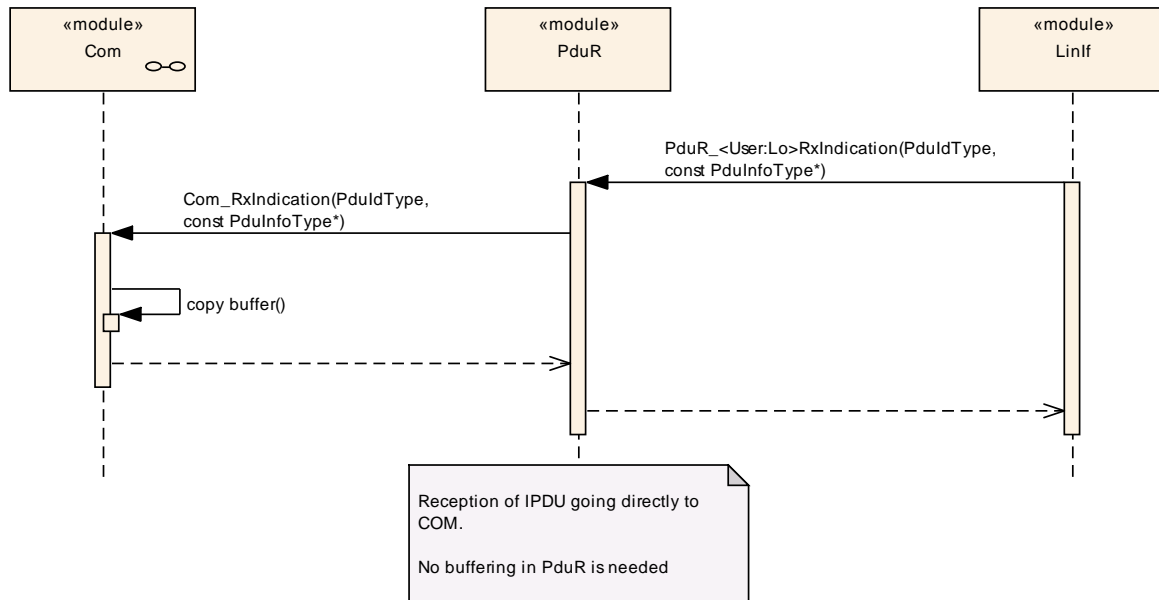 «module»
Com
«module»
PduR
«module»
LinIf
PduR_<User:Lo>RxIndication(PduIdType,
const PduInfoType*)
Com_RxIndication(PduIdType,
const PduInfoType*)
copy buffer()
Reception of IPDU going directly to
COM.
No buffering in PduR is needed